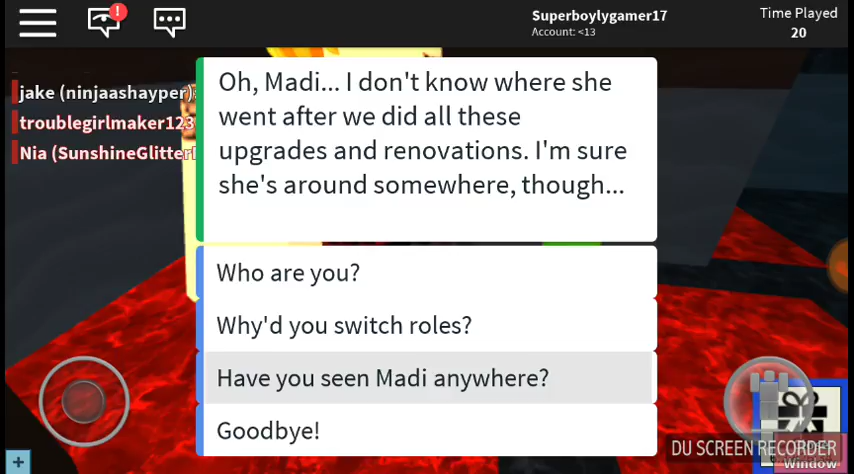 !
Superboylygamer17
Account: <13
Time Played
20
jake (ninjaashayper)
troublegirlmaker123
Nia (SunshineGlitter
Oh, Madi... I don't know where she
went after we did all these
upgrades and renovations. I'm sure
she's around somewhere, though...
Who are you?
Why'd you switch roles?
Have you seen Madi anywhere?
Goodbye!
+
DU SCREEN RECORDER
Window